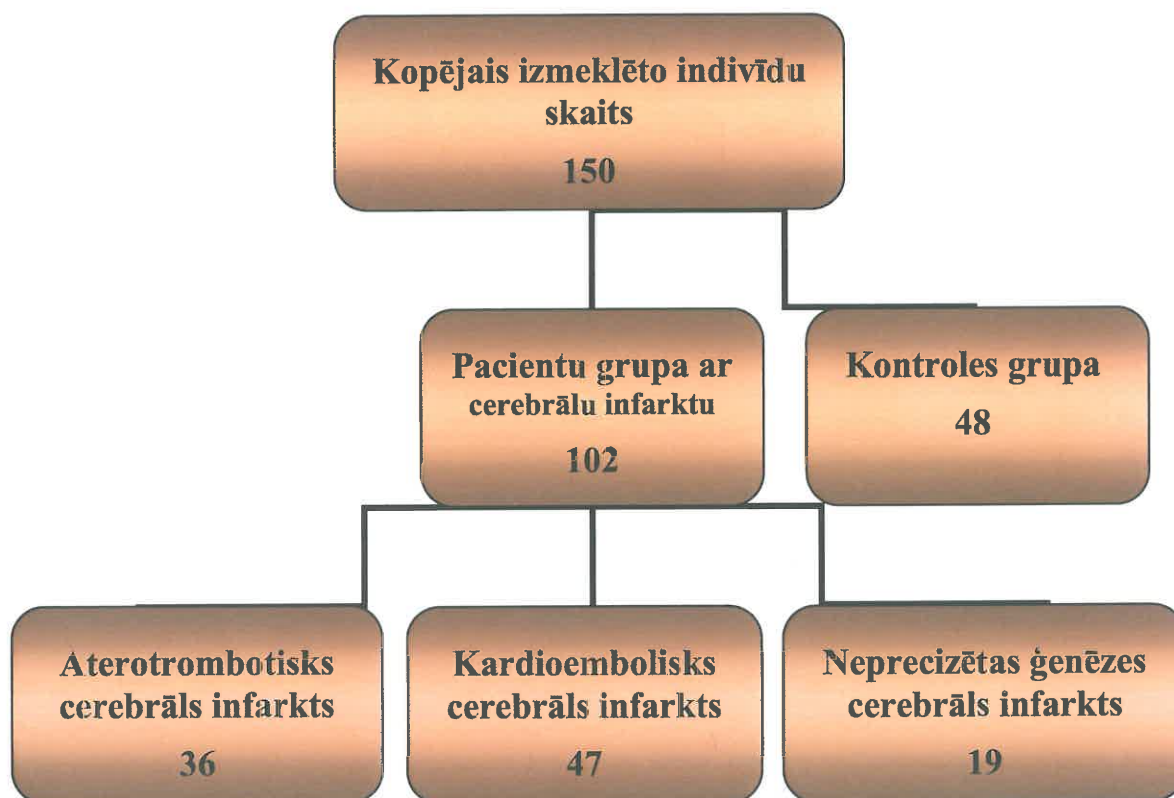 Kopējais izmeklēto indivīdu
skaits
150
Pacientu grupa ar
cerebrālu infarktu
102
Kontroles grupa
48
Aterotrombotisks
cerebrāls infarkts
36
Kardioembolisks
cerebrāls infarkts
47
Neprecizētas ģenēzes
cerebrāls infarkts
19